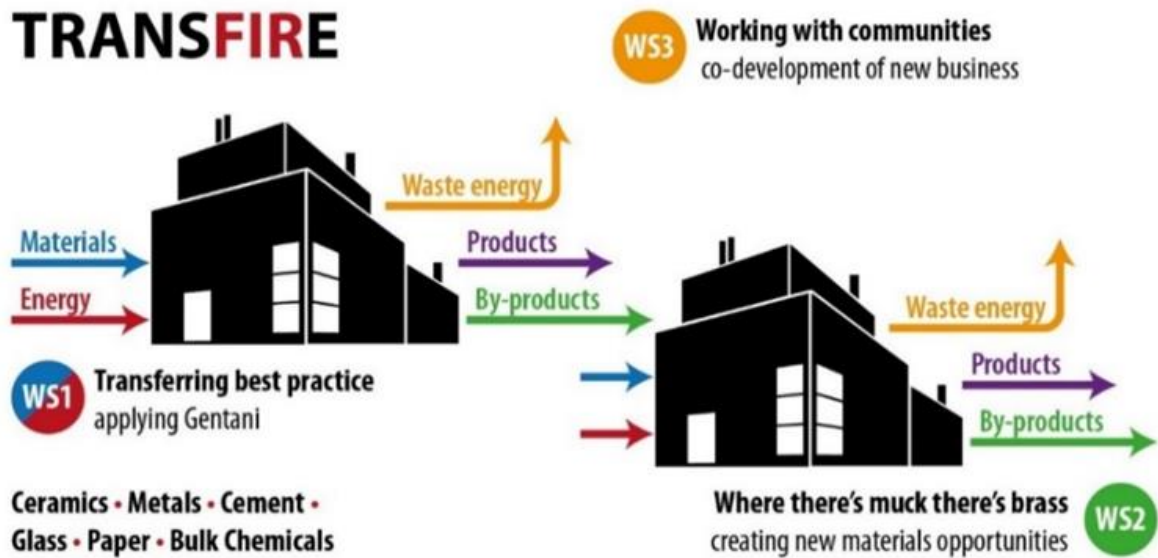 TRANSFIRE
WS3
Working with communities
co-development of new business
Waste energy
Materials
Products
Energy
By-products
Waste energy
WS1
Transferring best practice
applying Gentani
Products
By-products
Ceramics • Metals • Cement •
Glass • Paper • Bulk Chemicals
Where there's muck there's brass
creating new materials opportunities
WS2